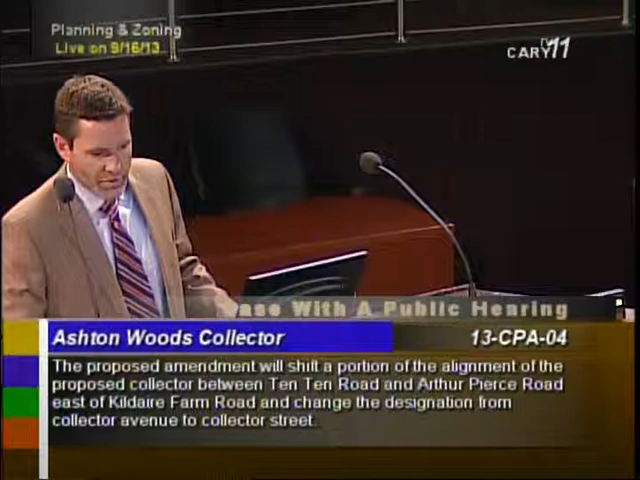 Planning & Zoning
Live on 9/16/13
CARY TV 11
ase With A Public Hearing
Ashton Woods Collector
13-CPA-04
The proposed amendment will shift a portion of the alignment of the
proposed collector between Ten Ten Road and Arthur Pierce Road
east of Kildaire Farm Road and change the designation from
collector avenue to collector street.